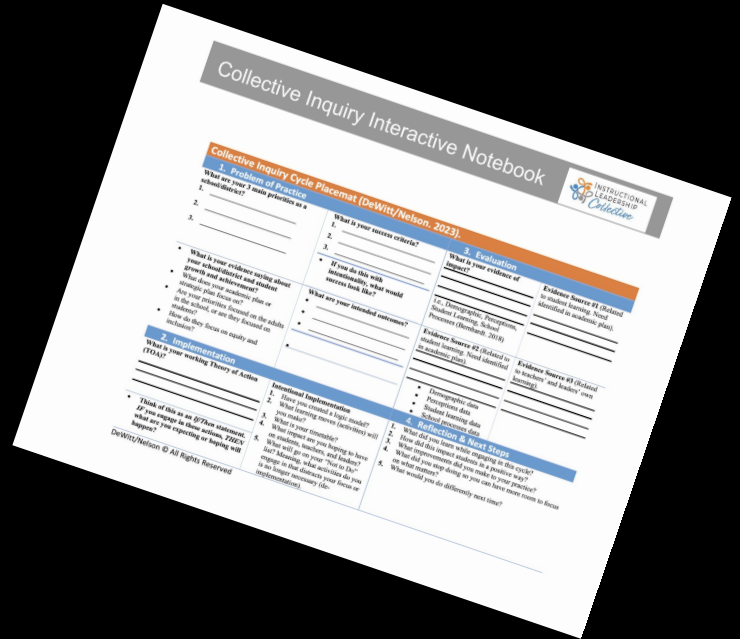 Collective Inquiry Interactive Notebook
INSTRUCTIONAL
LEADERSHIP
Collective
Collective Inquiry Cycle Placemat (DeWitt/Nelson. 2023).
1. Problem of Practice
What are your 3 main priorities as a
school/district?
1.
2.
3.
• What is your evidence saying about
your school/district and student
growth and achievement?
• What does your academic plan or
strategic plan focus on?
• Are your priorities focused on the adults
in the school, or are they focused on
students?
• How do they focus on equity and
inclusion?
What is your success criteria?
1.
2.
3.
• If you do this with
intentionality, what would
success look like?
What are your intended outcomes?
•
•
•
•
3. Evaluation
What is your evidence of
impact?
i.e., Demographic, Perceptions,
Student Learning, School
Processes (Bernhardt. 2018)
Evidence Source #1 (Related
to student learning. Need
identified in academic plan).
Evidence Source #2 (Related to
student learning. Need identified
in academic plan).
• Demographic data
• Perceptions data
• Student learning data
• School processes data
Evidence Source #3 (Related
to teachers' and leaders' own
learning).
2. Implementation
What is your working Theory of Action
(TOA)?
• Think of this as an if/Then statement.
IF you engage in these actions, THEN
what are you expecting or hoping will
happen?
Intentional Implementation
1. Have you created a logic model?
2. What learning moves (activities) will
you make?
3. What is your timetable?
4. What impact are you hoping to have
on students, teachers, and leaders?
5. What will go on your "Not to Do"
list? Meaning, what activities do you
engage in that distracts your focus or
is no longer necessary (de-
implementation).
4. Reflection & Next Steps
1. What did you learn while engaging in this cycle?
2. How did this impact students in a positive way?
3. What improvements did you make to your practice?
4. What did you stop doing so you can have more room to focus
on what matters?
5. What would you do differently next time?
DeWitt/Nelson © All Rights Reserved